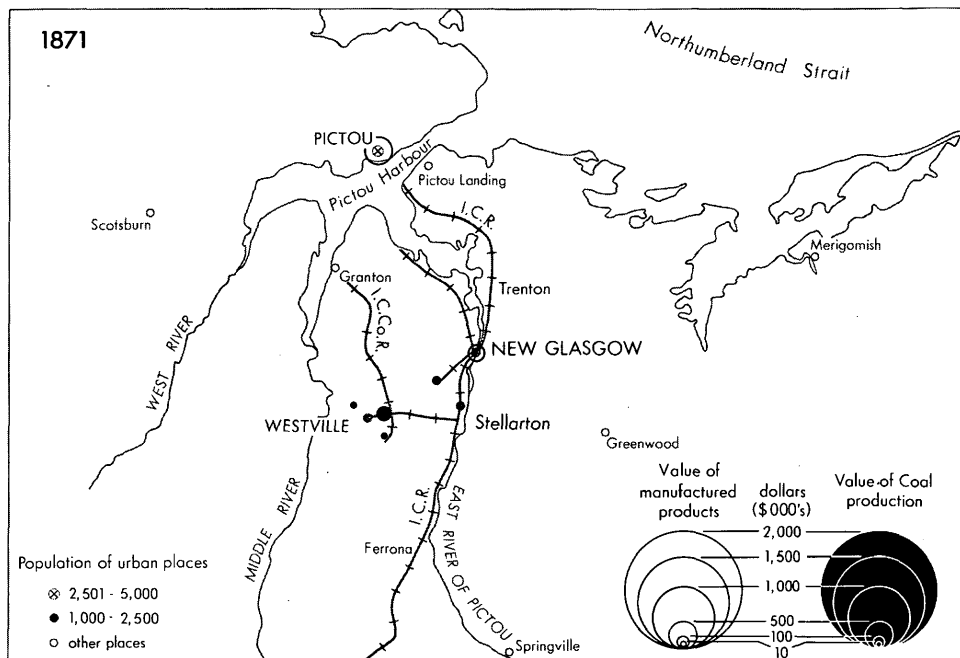 1871
Northumberland Strait
PICTOU
Pictou Harbour
Pictou Landing
I.C.R.
Scotsburn
Merigomish
Granton
Trenton
I.C.Co.R.
NEW GLASGOW
WEST RIVER
WESTVILLE
Stellarton
Greenwood
MIDDLE RIVER
I.C.R.
EAST RIVER OF PICTOU
Ferrona
Springville
Population of urban places
2,501 - 5,000
1,000 - 2,500
other places
Value of
manufactured
products
dollars
($000's)
Value of Coal
production
2,000
1,500
1,000
500
100
10